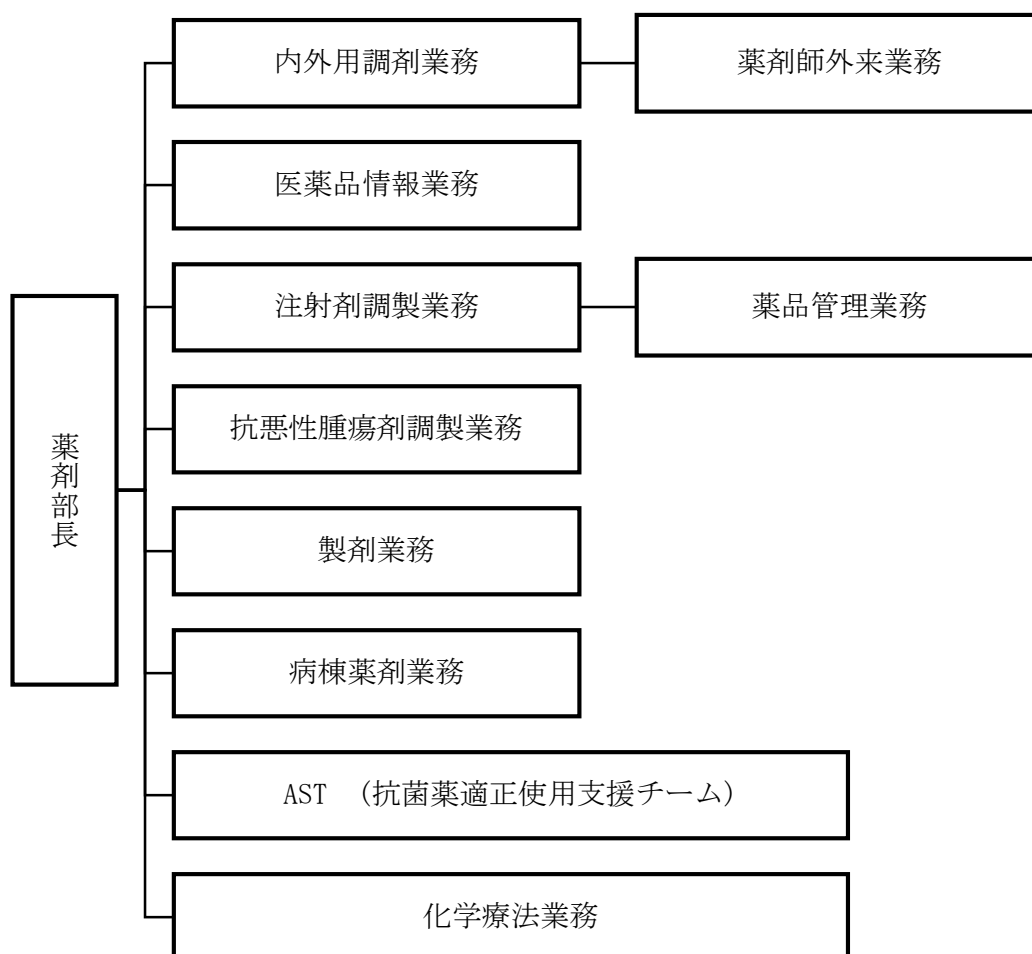 内外用調剤業務
薬剤師外来業務
医薬品情報業務
注射剤調製業務
薬品管理業務
薬剤部長
抗悪性腫瘍剤調製業務
製剤業務
病棟薬剤業務
AST （抗菌薬適正使用支援チーム）
化学療法業務